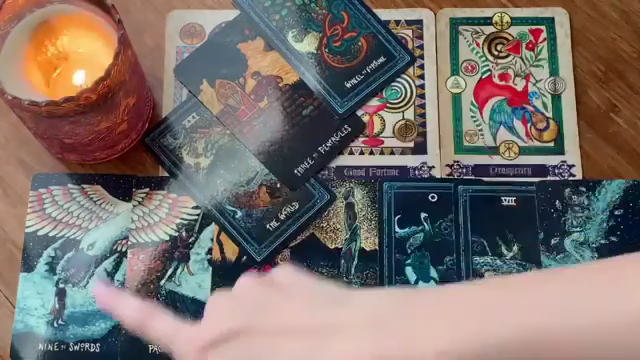 WHEEL of FORTUNE
THREE of PENTACLES
THE WORLD
Good Fortune
Prosperity
VII
NINE of SWORDS